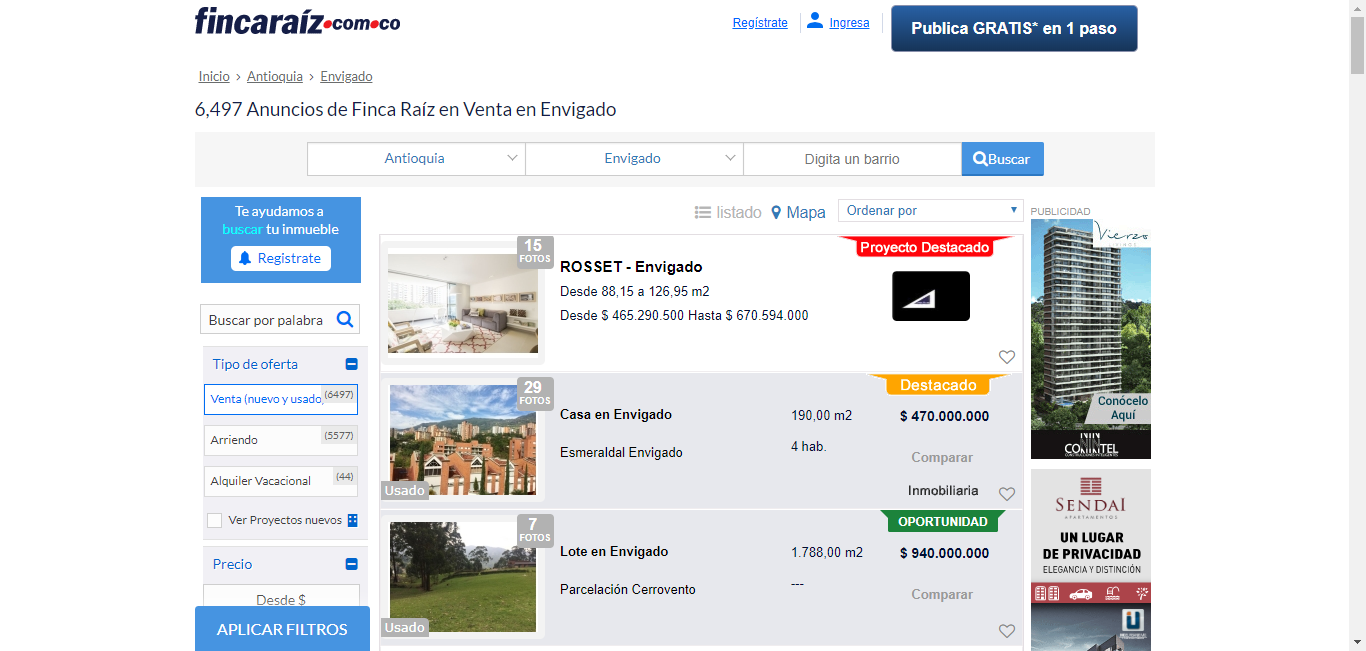 fincaraíz.com.co
Regístrate
Ingresa
Publica GRATIS* en 1 paso
Inicio › Antioquia › Envigado
6,497 Anuncios de Finca Raíz en Venta en Envigado
Antioquia
Envigado
Digita un barrio
Buscar
Te ayudamos a
buscar tu inmueble
Registrate
Buscar por palabra
Tipo de oferta
Venta (nuevo y usado)
(6497)
Arriendo
(5577)
Alquiler Vacacional
(44)
Ver Proyectos nuevos
Precio
Desde $
APLICAR FILTROS
listado
Mapa
Ordenar por
15
FOTOS
ROSSET - Envigado
Desde 88,15 a 126,95 m2
Desde $ 465.290.500 Hasta $ 670.594.000
Proyecto Destacado
29
FOTOS
Usado
Casa en Envigado
Esmeraldal Envigado
190,00 m2
4 hab.
Destacado
$ 470.000.000
Comparar
Inmobiliaria
7
FOTOS
Usado
Lote en Envigado
Parcelación Cerrovento
1.788,00 m2
---
OPORTUNIDAD
$ 940.000.000
Comparar
PUBLICIDAD
Vierzo
Conócelo
Aquí
CONINTEL
SENDAI
APARTAMENTOS
UN LUGAR
DE PRIVACIDAD
ELEGANCIA Y DISTINCIÓN